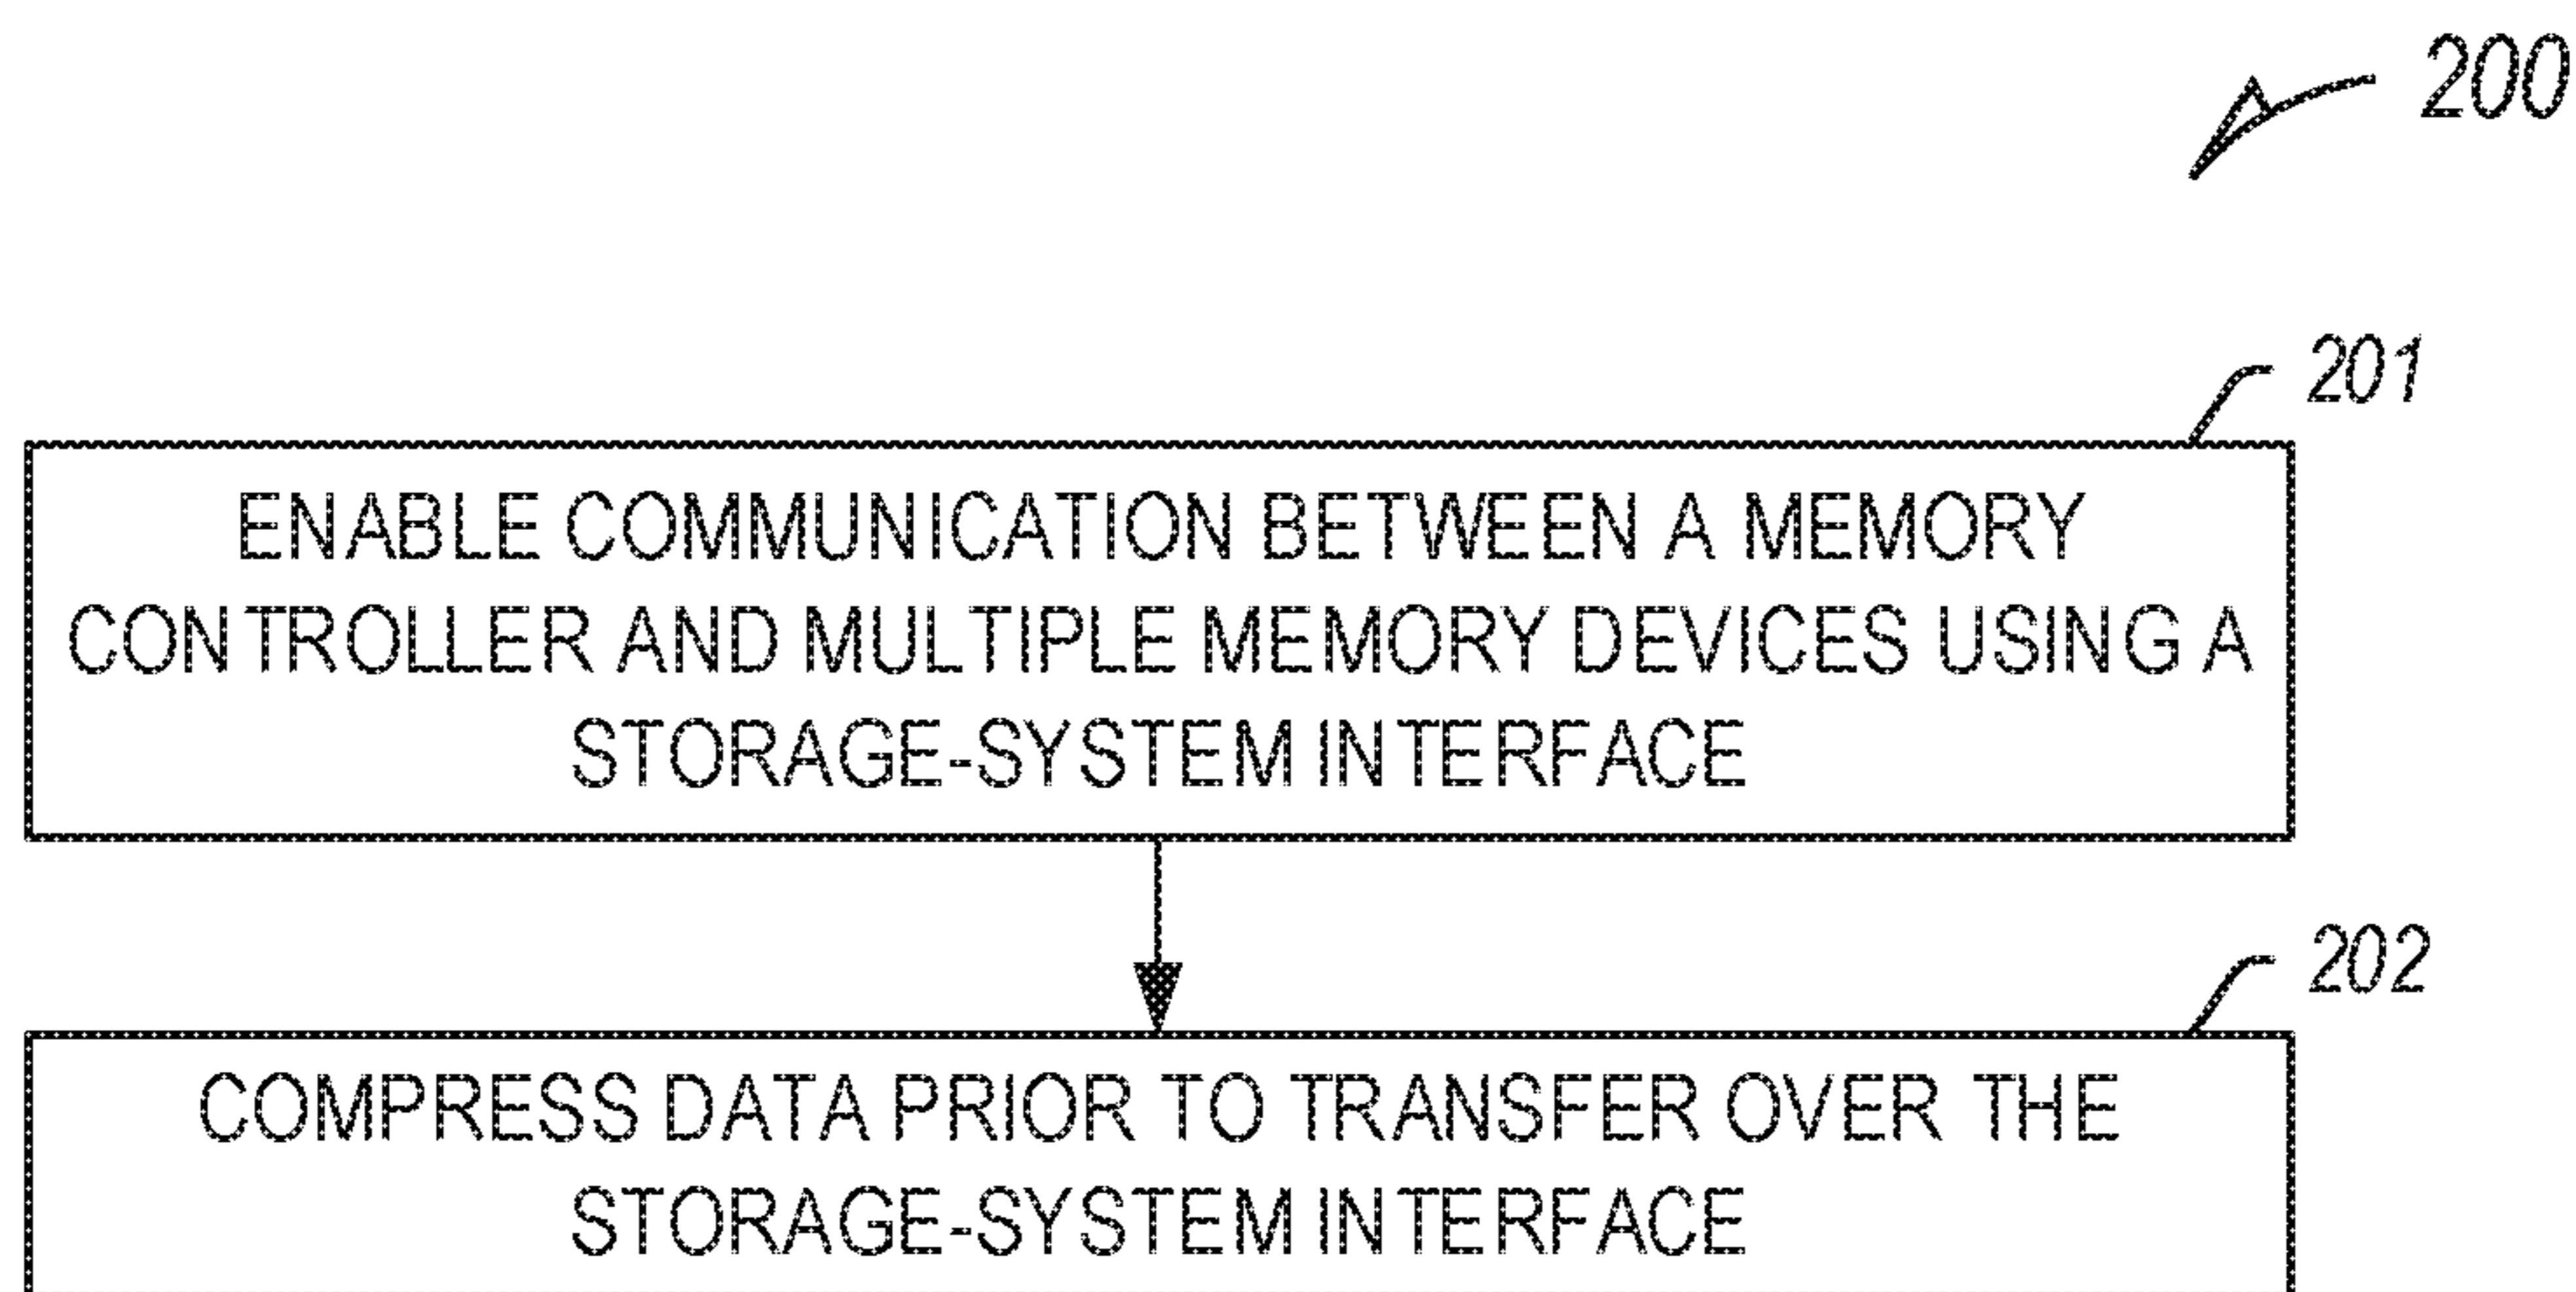 200
201
ENABLE COMMUNICATION BETWEEN A MEMORY
CONTROLLER AND MULTIPLE MEMORY DEVICES USING A
STORAGE-SYSTEM INTERFACE
202
COMPRESS DATA PRIOR TO TRANSFER OVER THE
STORAGE-SYSTEM INTERFACE